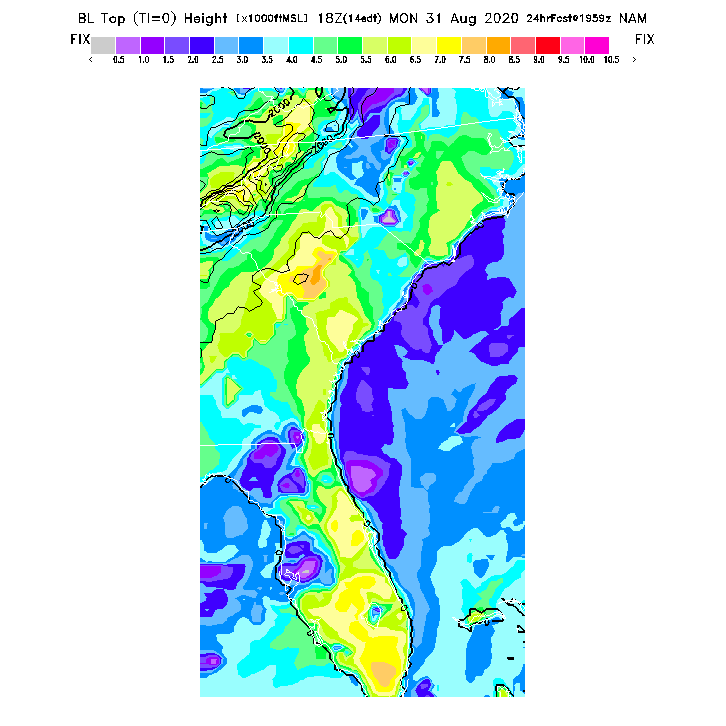 BL Top (TI=0) Height [x1000ftMSL] 18Z(14edt) MON 31 Aug 2020 24hrFcst@1959z NAM
FIX FIX
< 0.5 1.0 1.5 2.0 2.5 3.0 3.5 4.0 4.5 5.0 5.5 6.0 6.5 7.0 7.5 8.0 8.5 9.0 9.5 10.0 10.5 >
2000
2000
2000